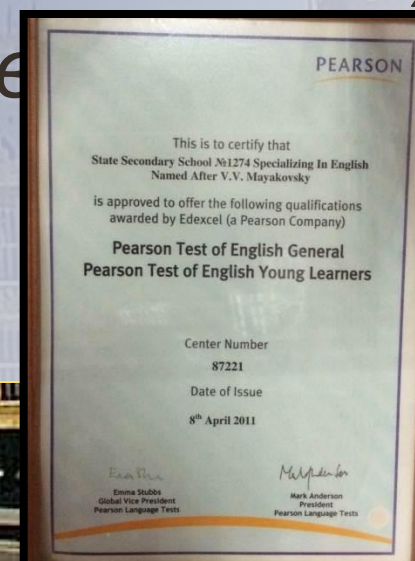 PEARSON
This is to certify that
State Secondary School №1274 Specializing In English
Named After V.V. Mayakovsky
is approved to offer the following qualifications
awarded by Edexcel (a Pearson Company)
Pearson Test of English General
Pearson Test of English Young Learners
Center Number
87221
Date of Issue
8th April 2011
Emma Stubbs
Global Vice President
Pearson Language Tests
Mark Anderson
President
Pearson Language Tests